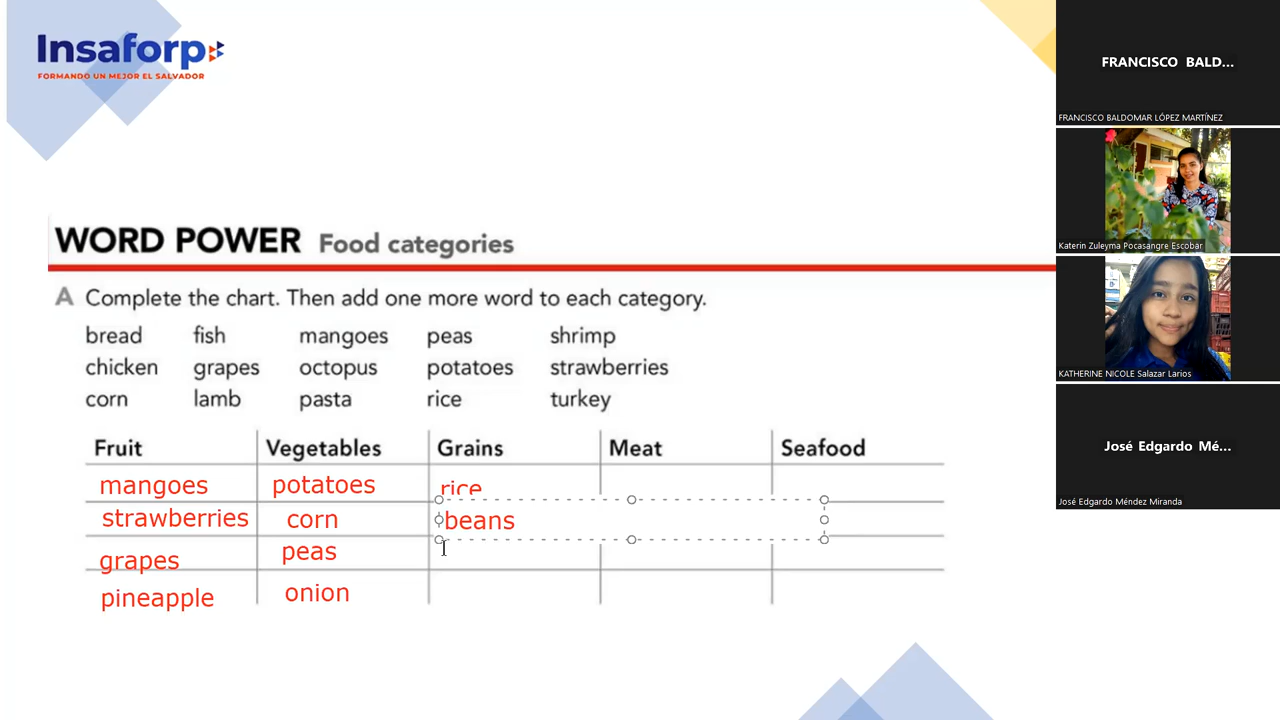 Insaforp
FORMANDO UN MEJOR EL SALVADOR
WORD POWER Food categories
A Complete the chart. Then add one more word to each category.
bread fish mangoes peas shrimp
chicken grapes octopus potatoes strawberries
corn lamb pasta rice turkey
Fruit Vegetables Grains Meat Seafood
mangoes potatoes rice
strawberries corn beans
grapes peas
pineapple onion
FRANCISCO BALD...
FRANCISCO BALDOMAR LÓPEZ MARTÍNEZ
Katerin Zuleyma Pocasangre Escobar
KATHERINE NICOLE Salazar Larios
José Edgardo Mé...
José Edgardo Méndez Miranda